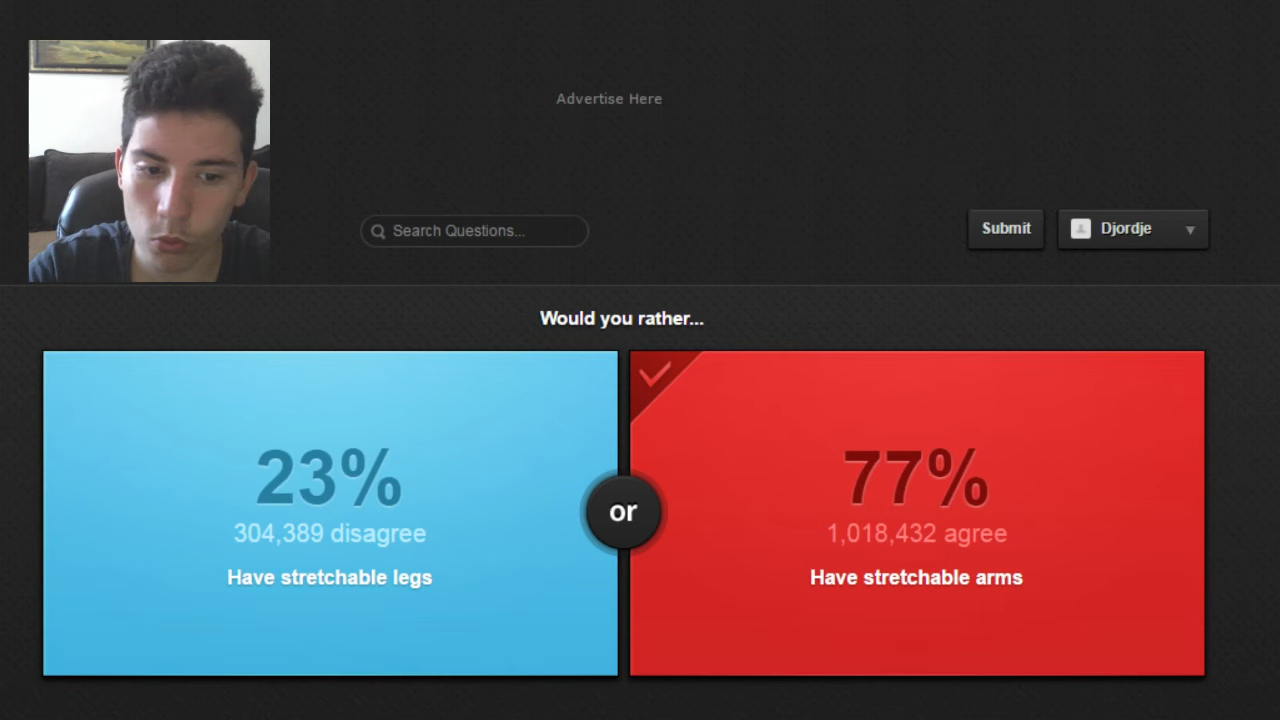 Advertise Here
Search Questions...
Submit
Djordje
Would you rather...
23%
304,389 disagree
Have stretchable legs
or
77%
1,018,432 agree
Have stretchable arms